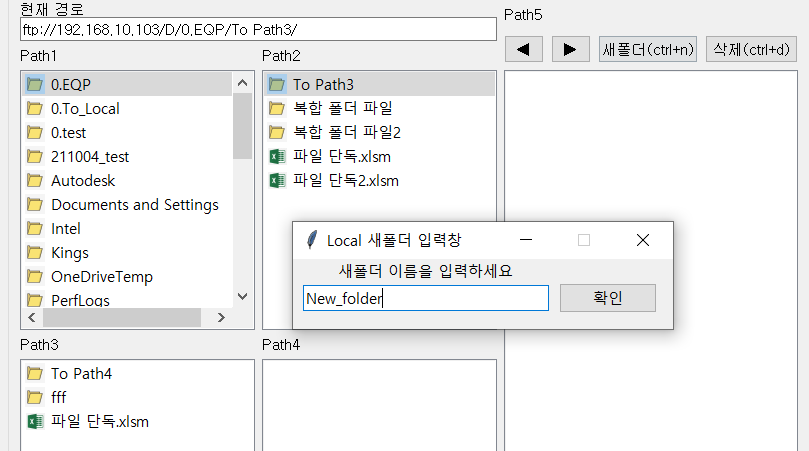 현재 경로
ftp://192.168.10.103/D/0.EQP/To Path3/
Path1
0.EQP
0.To_Local
0.test
211004_test
Autodesk
Documents and Settings
Intel
Kings
OneDriveTemp
PerfLogs
Path2
To Path3
복합 폴더 파일
복합 폴더 파일2
파일 단독.xlsm
파일 단독2.xlsm
Path5
◀ ▶ 새폴더(ctrl+n) 삭제(ctrl+d)
Local 새폴더 입력창
새폴더 이름을 입력하세요
New_folder 확인
Path3
To Path4
fff
파일 단독.xlsm
Path4